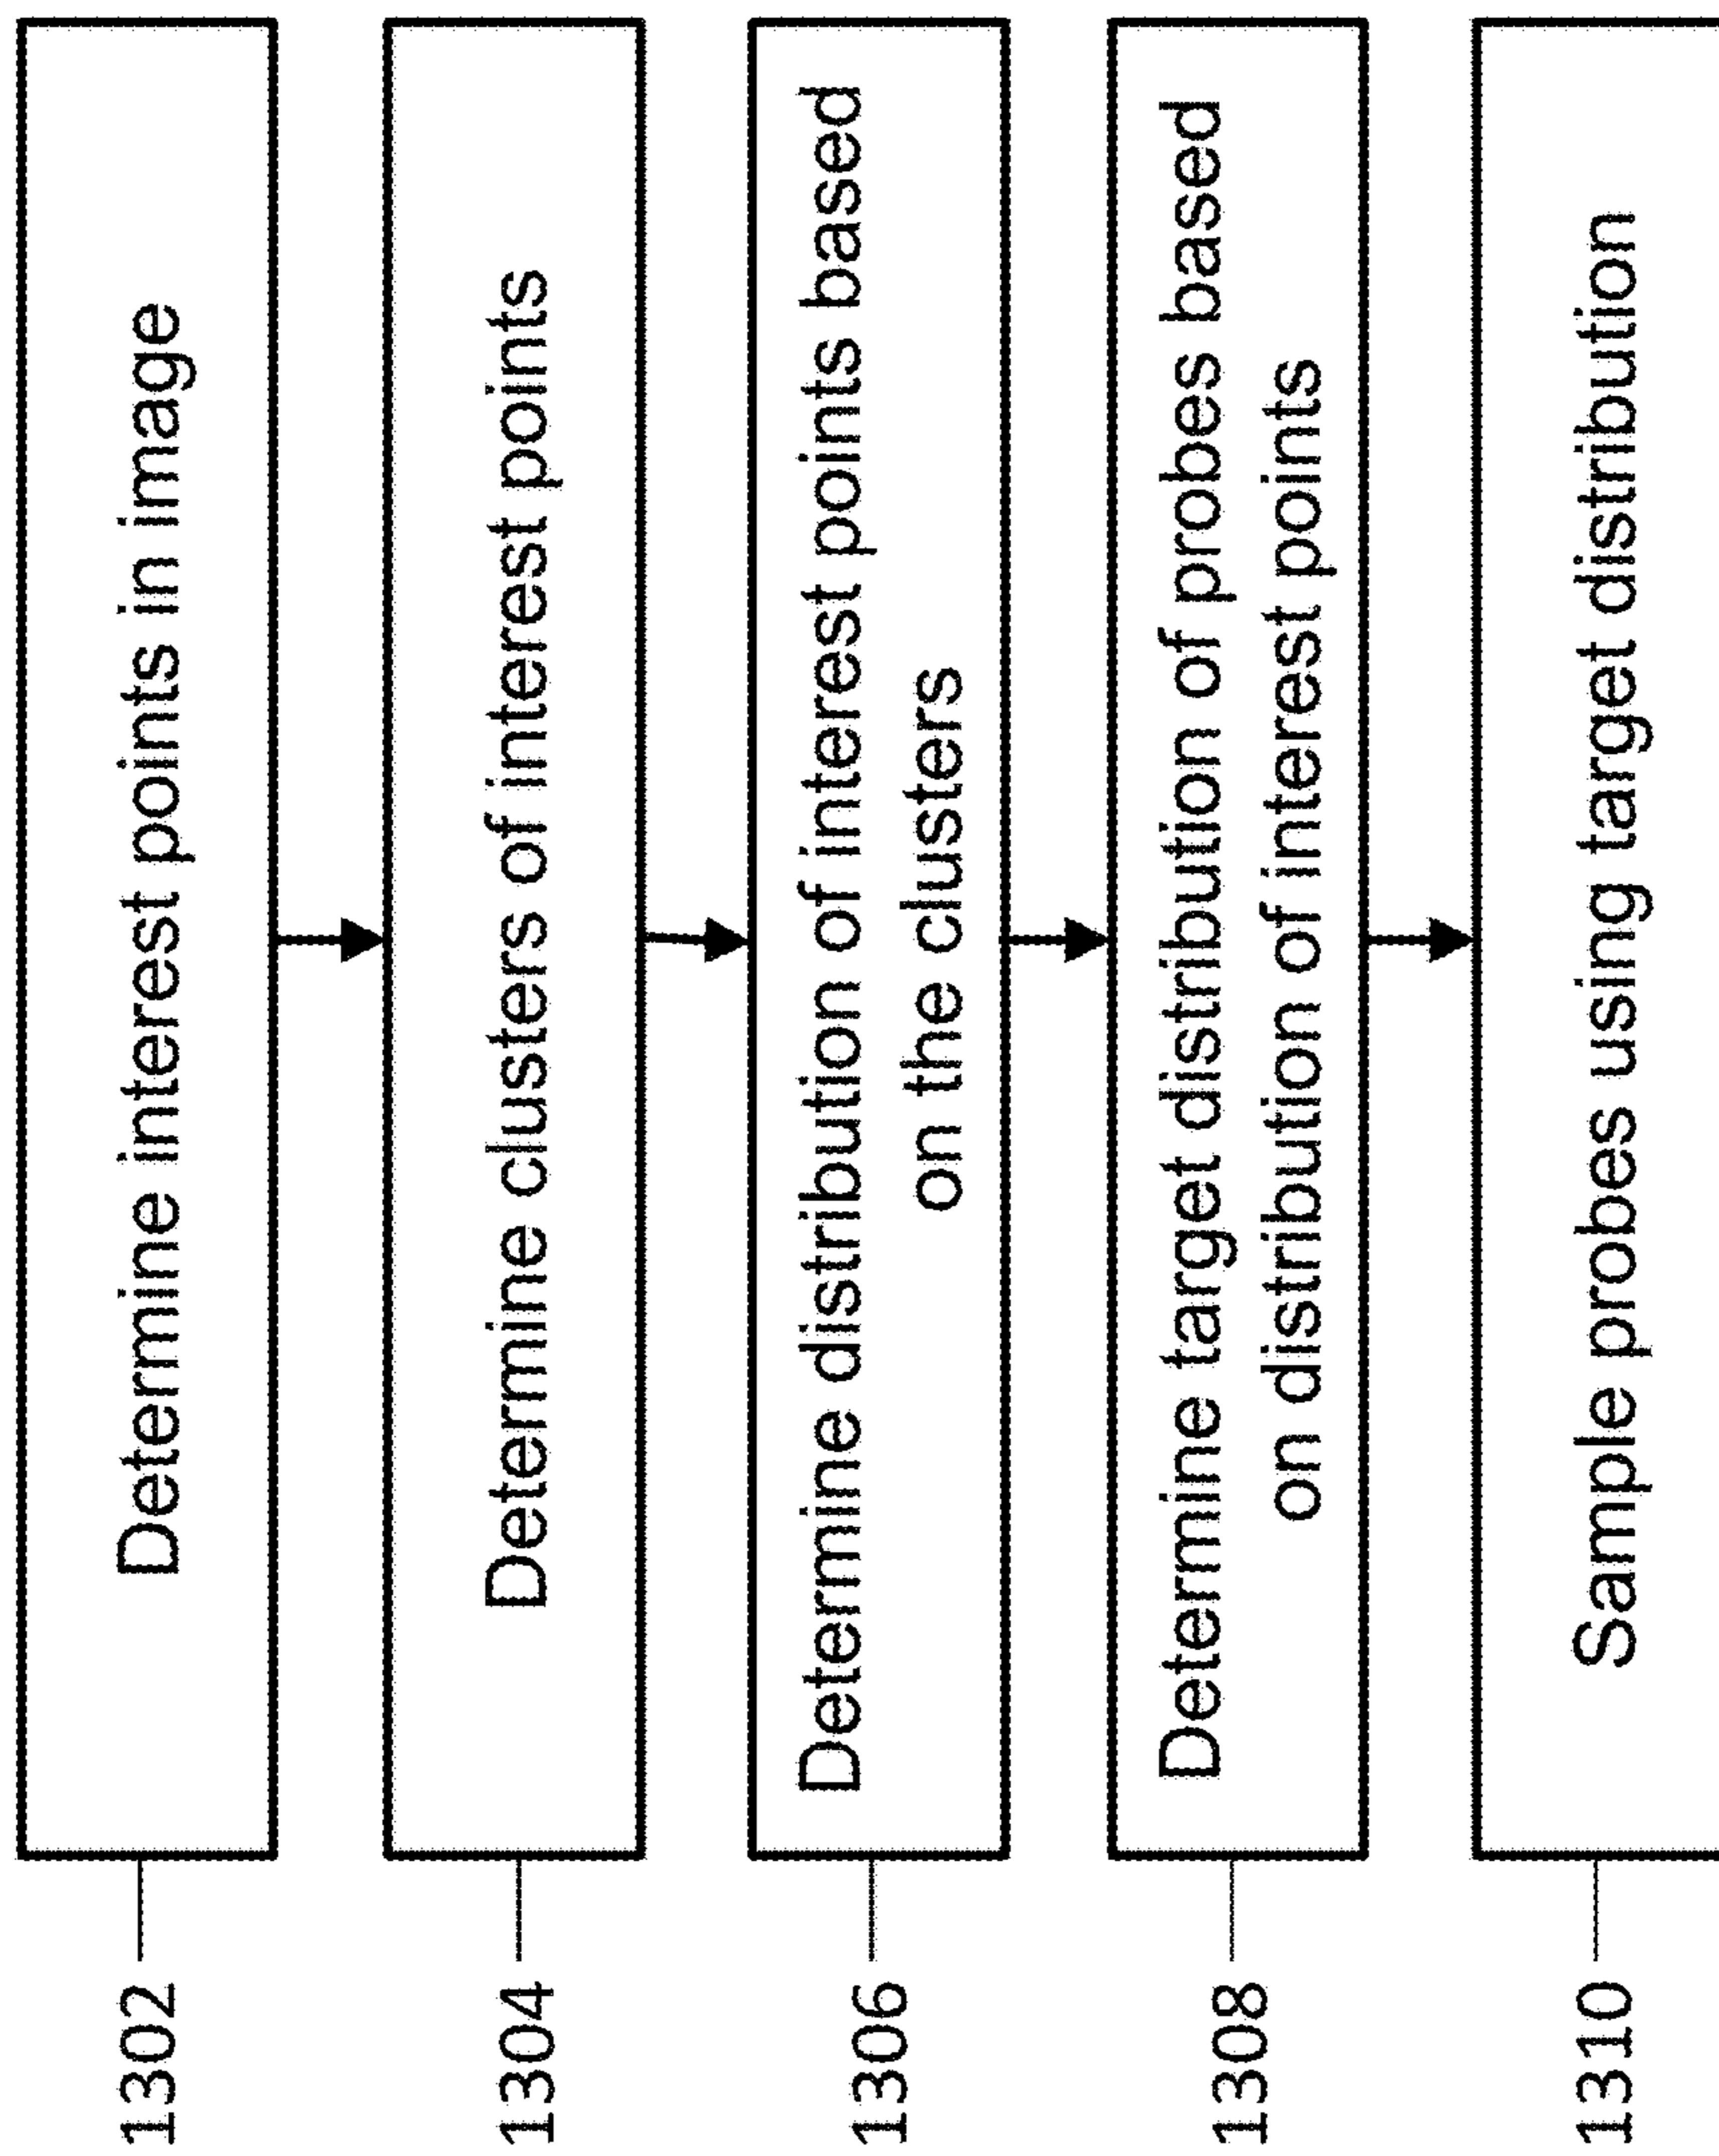 1302
Determine interest points in image
1304
Determine clusters of interest points
1306
Determine distribution of interest points based
on the clusters
1308
Determine target distribution of probes based
on distribution of interest points
1310
Sample probes using target distribution